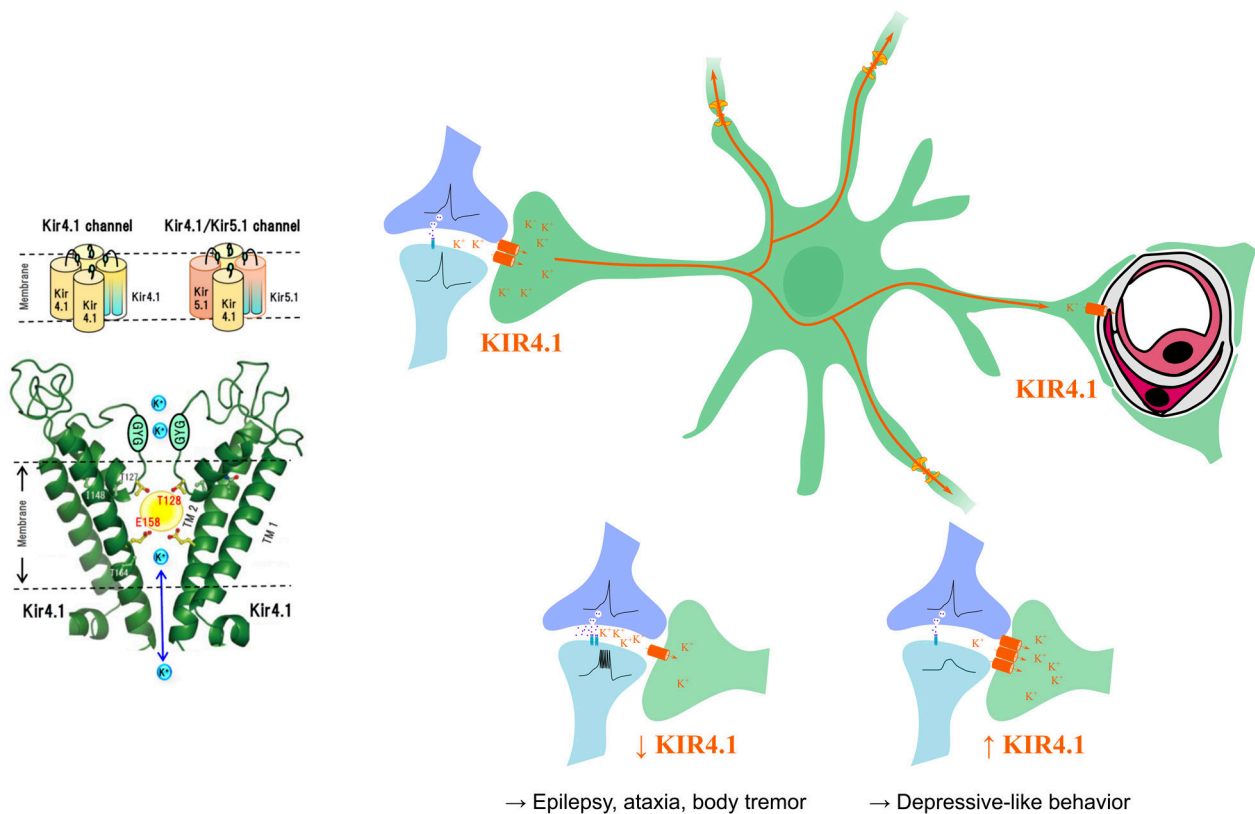 Kir4.1 channel
Kir4.1/Kir5.1 channel
Membrane
Kir
4.1
Kir
4.1
Kir4.1
Kir
5.1
Kir
4.1
Kir5.1
K⁺
GYG
K⁺
GYG
Membrane
T127
I148
T128
E158
TM 2
TM 1
K⁺
T164
Kir4.1
Kir4.1
K⁺
K⁺ K⁺
K⁺ K⁺
K⁺
K⁺
K⁺ K⁺
KIR4.1
K⁺
KIR4.1
K⁺ K⁺
K⁺ K⁺
K⁺
K⁺
↓ KIR4.1
→ Epilepsy, ataxia, body tremor
K⁺
K⁺
K⁺ K⁺
K⁺
K⁺
↑ KIR4.1
→ Depressive-like behavior